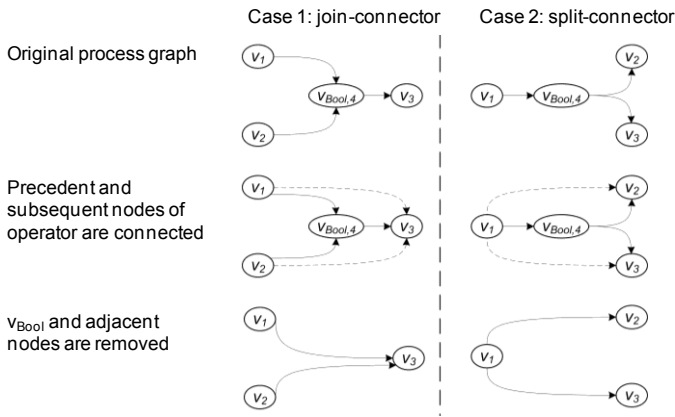 Case 1: join-connector
Case 2: split-connector
Original process graph
v1
vBool,4
v3
v2
v1
vBool,4
v2
v3
Precedent and
subsequent nodes of
operator are connected
v1
vBool,4
v3
v2
v1
vBool,4
v2
v3
vBool and adjacent
nodes are removed
v1
v3
v2
v1
v2
v3